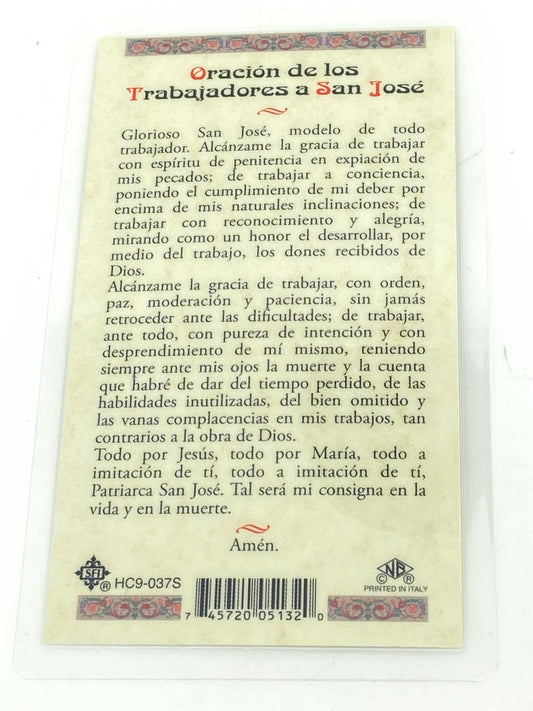 Oración de los
Trabajadores a San José
Glorioso San José, modelo de todo
trabajador. Alcánzame la gracia de trabajar
con espíritu de penitencia en expiación de
mis pecados; de trabajar a conciencia,
poniendo el cumplimiento de mi deber por
encima de mis naturales inclinaciones; de
trabajar con reconocimiento y alegría,
mirando como un honor el desarrollar, por
medio del trabajo, los dones recibidos de
Dios.
Alcánzame la gracia de trabajar, con orden,
paz, moderación y paciencia, sin jamás
retroceder ante las dificultades; de trabajar,
ante todo, con pureza de intención y con
desprendimiento de mí mismo, teniendo
siempre ante mis ojos la muerte y la cuenta
que habré de dar del tiempo perdido, de las
habilidades inutilizadas, del bien omitido y
las vanas complacencias en mis trabajos, tan
contrarios a la obra de Dios.
Todo por Jesús, todo por María, todo a
imitación de tí, todo a imitación de tí,
Patriarca San José. Tal será mi consigna en la
vida y en la muerte.
Amén.
SFI ® HC9-037S
© NB ®
PRINTED IN ITALY
7 45720 05132 0